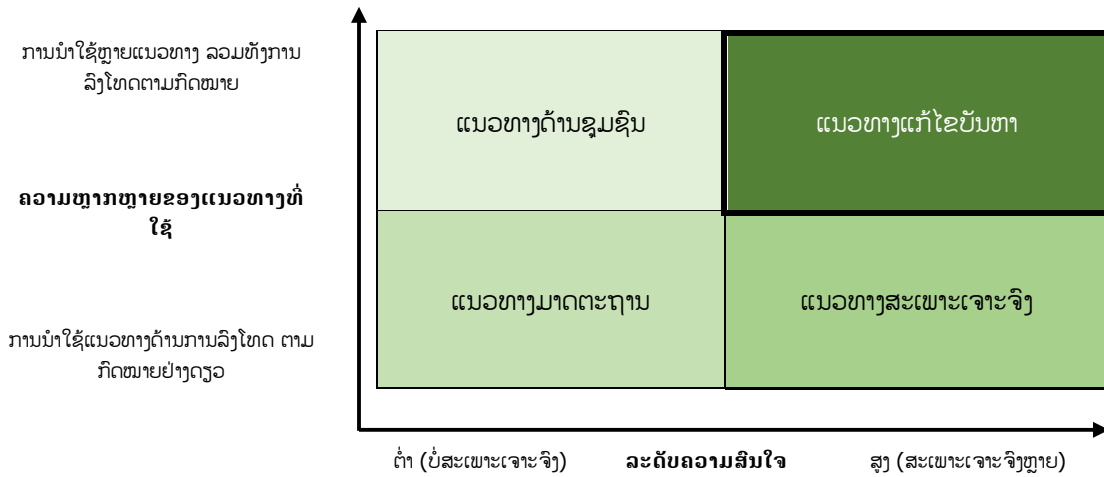 ການນຳໃຊ້ຫຼາຍແນວທາງ ລວມທັງການ
ລົງໂທດຕາມກົດໝາຍ
ແນວທາງດ້ານຊຸມຊົນ
ແນວທາງແກ້ໄຂບັນຫາ
ຄວາມຫຼາກຫຼາຍຂອງແນວທາງທີ່
ໃຊ້
ແນວທາງມາດຕະຖານ
ແນວທາງສະເພາະເຈາະຈົງ
ການນຳໃຊ້ແນວທາງດ້ານການລົງໂທດ ຕາມ
ກົດໝາຍຢ່າງດຽວ
ຕ່ຳ (ບໍ່ສະເພາະເຈາະຈົງ)
ລະດັບຄວາມສົນໃຈ
ສູງ (ສະເພາະເຈາະຈົງຫຼາຍ)